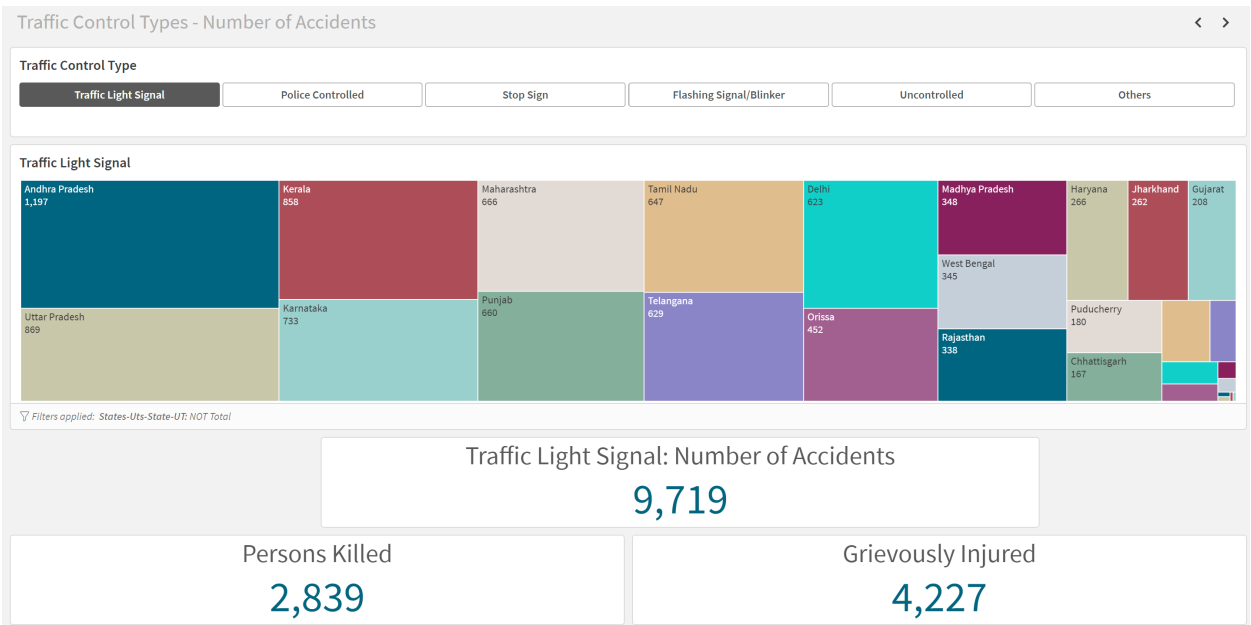 Traffic Control Types - Number of Accidents
Traffic Control Type
Traffic Light Signal
Police Controlled
Stop Sign
Flashing Signal/Blinker
Uncontrolled
Others
Traffic Light Signal
Andhra Pradesh
1,197
Uttar Pradesh
869
Kerala
858
Karnataka
733
Maharashtra
666
Punjab
660
Tamil Nadu
647
Telangana
629
Delhi
623
Orissa
452
Madhya Pradesh
348
West Bengal
345
Rajasthan
338
Haryana
266
Jharkhand
262
Gujarat
208
Puducherry
180
Chhattisgarh
167
Filters applied: States-Uts-State-UT: NOT Total
Traffic Light Signal: Number of Accidents
9,719
Persons Killed
2,839
Grievously Injured
4,227